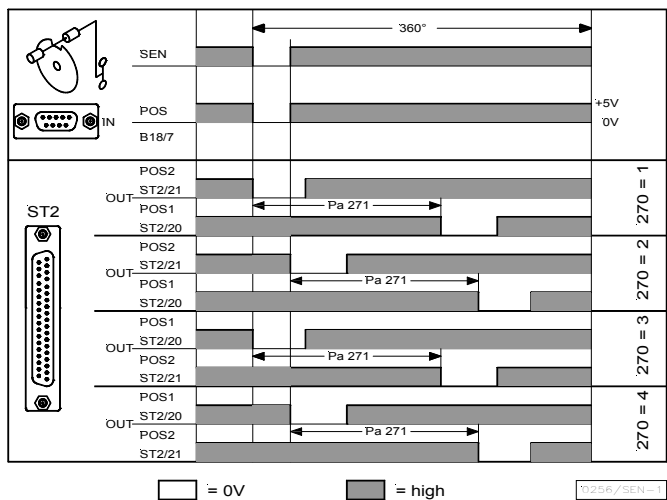 360°
SEN
POS
IN
B18/7
+5V
0V
ST2
POS2
ST2/21
OUT
Pa 271
POS1
ST2/20
270 = 1
POS2
OUT
ST2/21
Pa 271
POS1
ST2/20
270 = 2
POS1
ST2/20
OUT
Pa 271
POS2
ST2/21
270 = 3
POS1
OUT
ST2/20
Pa 271
POS2
ST2/21
270 = 4
= 0V
= high
0256/SEN-1